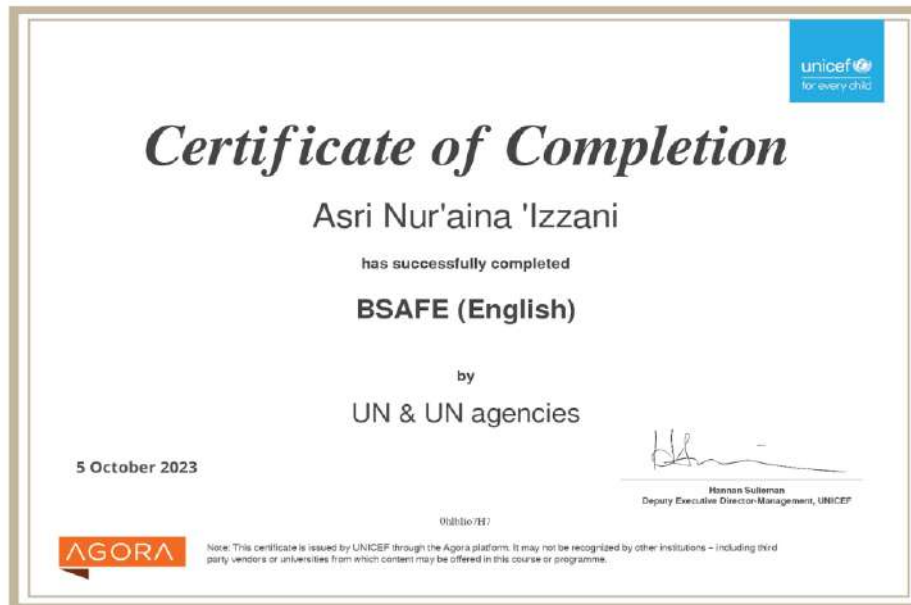 unicef
for every child
Certificate of Completion
Asri Nur'aina 'Izzani
has successfully completed
BSAFE (English)
by
UN & UN agencies
5 October 2023
Hannan Sulieman
Deputy Executive Director-Management, UNICEF
AGORA
Note: This certificate is issued by UNICEF through the Agora platform. It may not be recognized by other institutions – including third
party vendors or universities from which content may be offered in this course or programme.